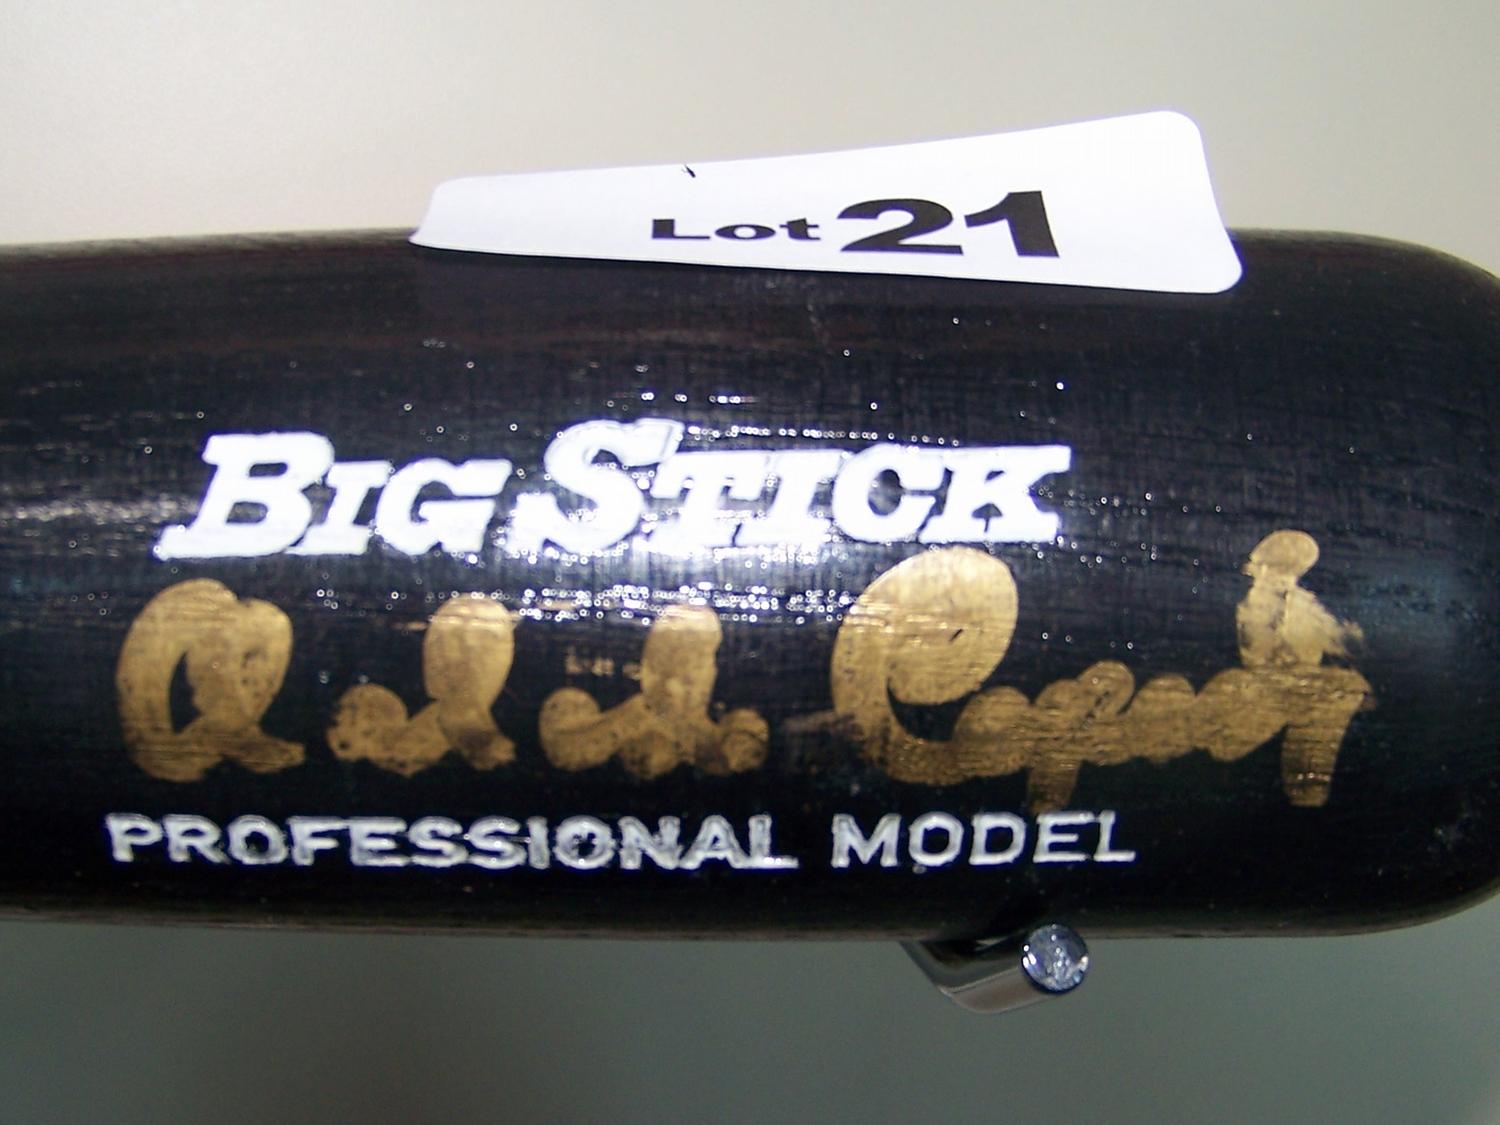 Lot 21
BIG STICK
PROFESSIONAL MODEL